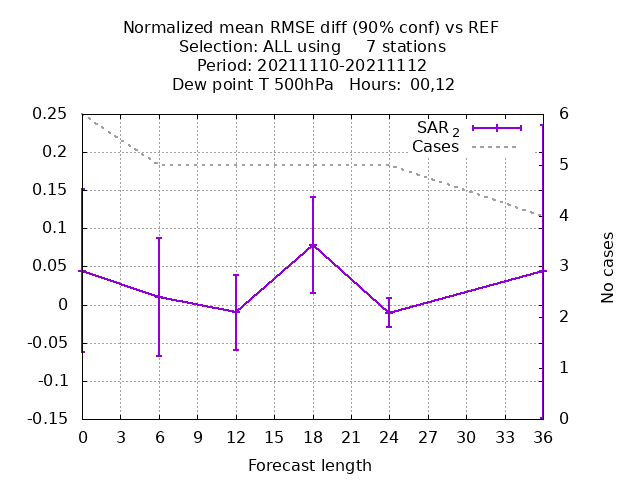 Normalized mean RMSE diff (90% conf) vs REF
Selection: ALL using     7 stations
Period: 20211110-20211112
Dew point T 500hPa   Hours:  00,12
SAR 2
Cases
0.25
0.2
0.15
0.1
0.05
0
-0.05
-0.1
-0.15
6
5
4
3
2
1
0
No cases
0 3 6 9 12 15 18 21 24 27 30 33 36
Forecast length